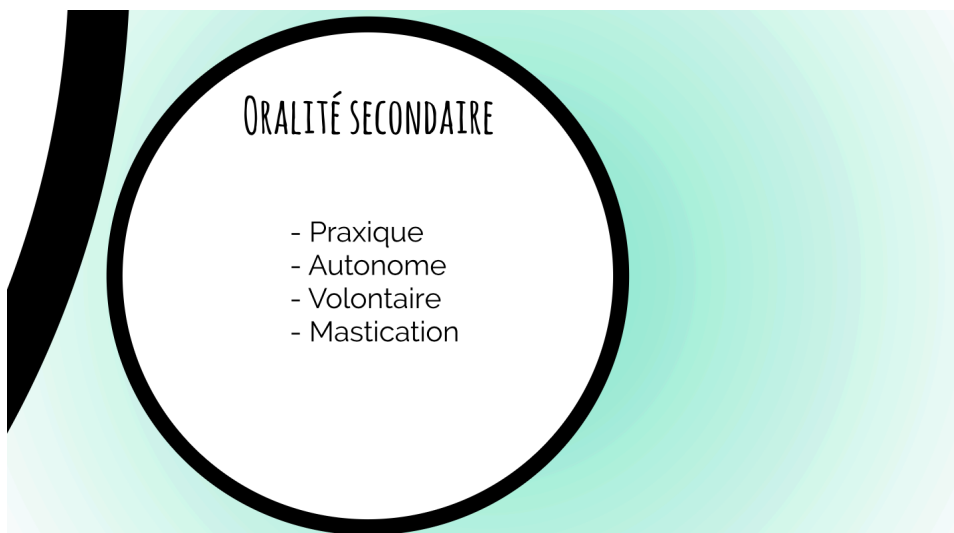 Oralité secondaire
- Praxique
- Autonome
- Volontaire
- Mastication